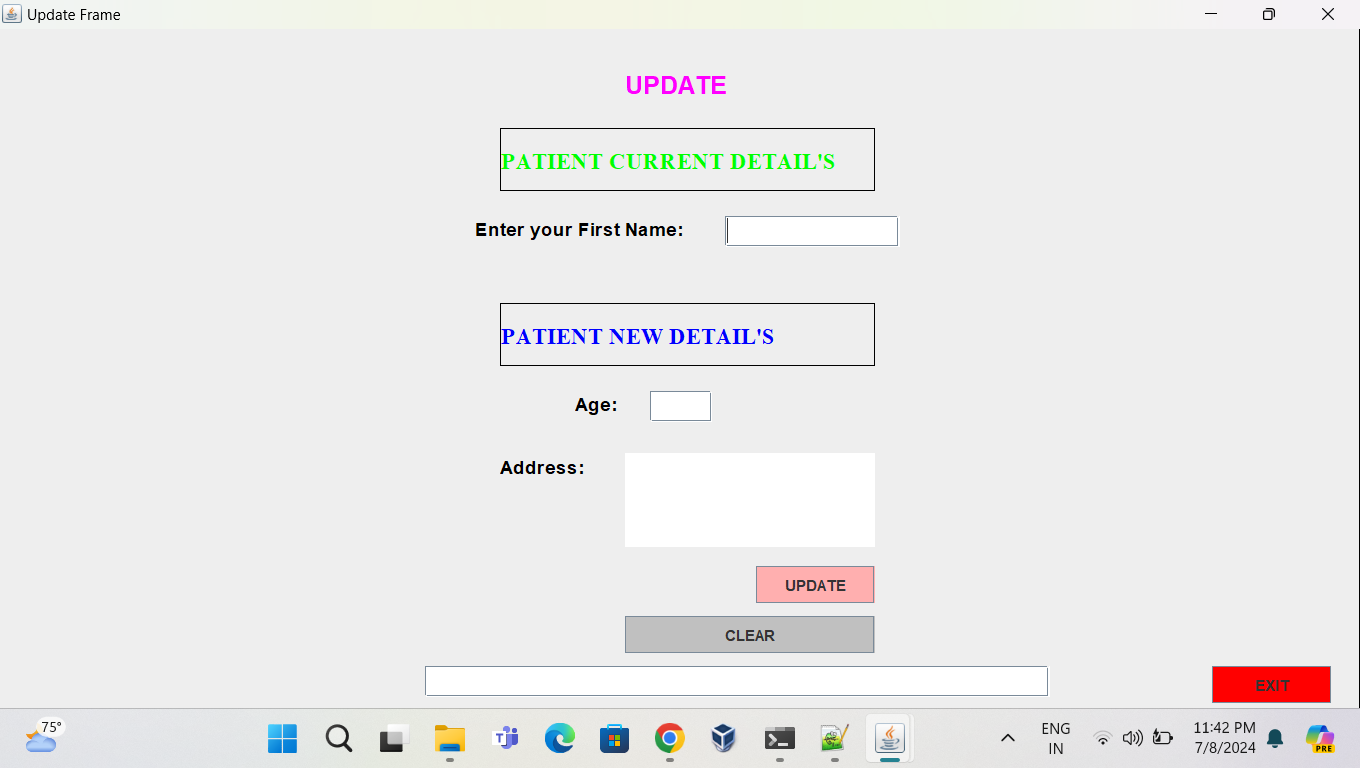 Update Frame
UPDATE
PATIENT CURRENT DETAIL'S
Enter your First Name:
PATIENT NEW DETAIL'S
Age:
Address:
UPDATE
CLEAR
EXIT
75°
ENG
IN
11:42 PM
7/8/2024
PRE